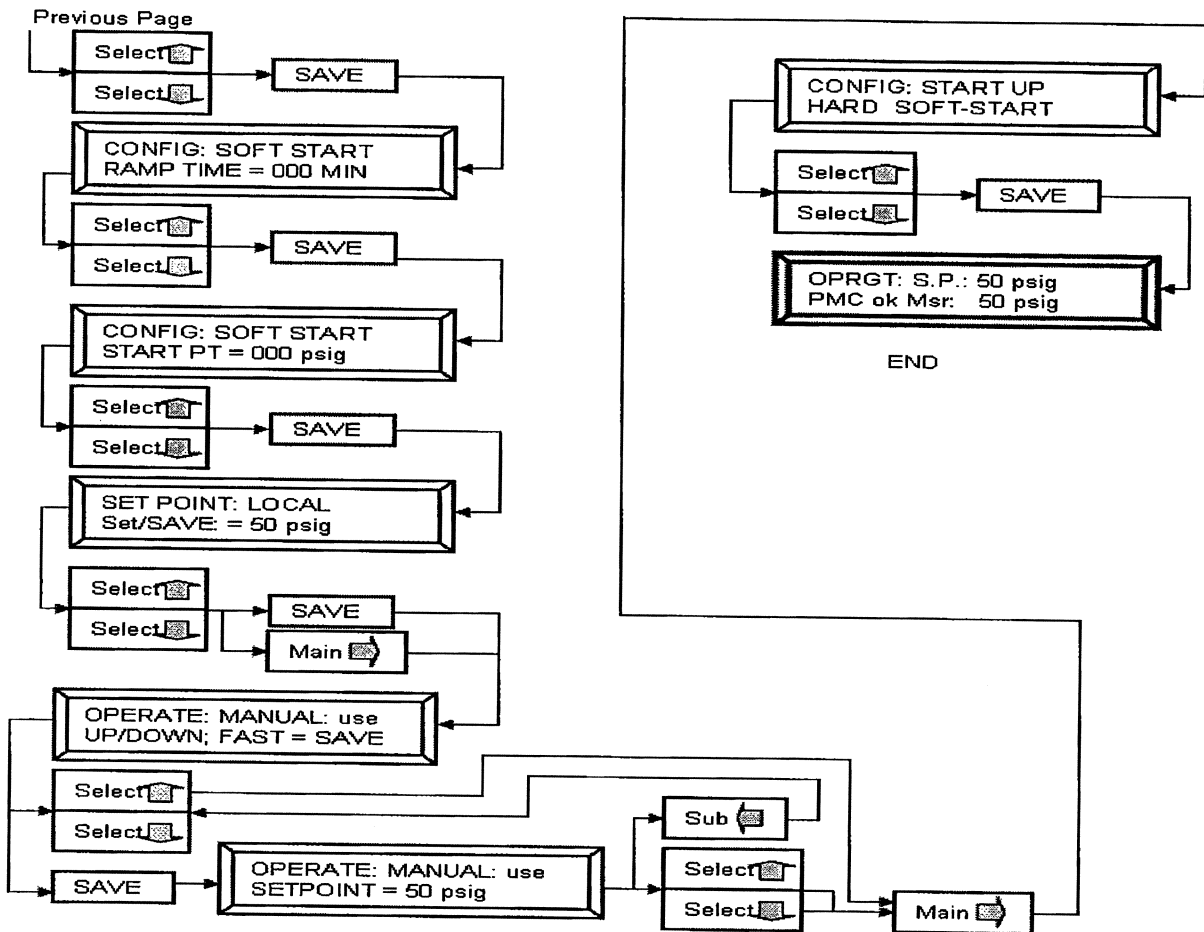 Previous Page
Select
Select
SAVE
CONFIG: SOFT START
RAMP TIME = 000 MIN
Select
Select
SAVE
CONFIG: SOFT START
START PT = 000 psig
Select
Select
SAVE
SET POINT: LOCAL
Set/SAVE: = 50 psig
Select
Select
SAVE
Main
OPERATE: MANUAL: use
UP/DOWN; FAST = SAVE
Select
Select
SAVE
OPERATE: MANUAL: use
SETPOINT = 50 psig
Sub
Select
Select
Main
CONFIG: START UP
HARD SOFT-START
Select
Select
SAVE
OPRGT: S.P.: 50 psig
PMC ok Msr: 50 psig
END